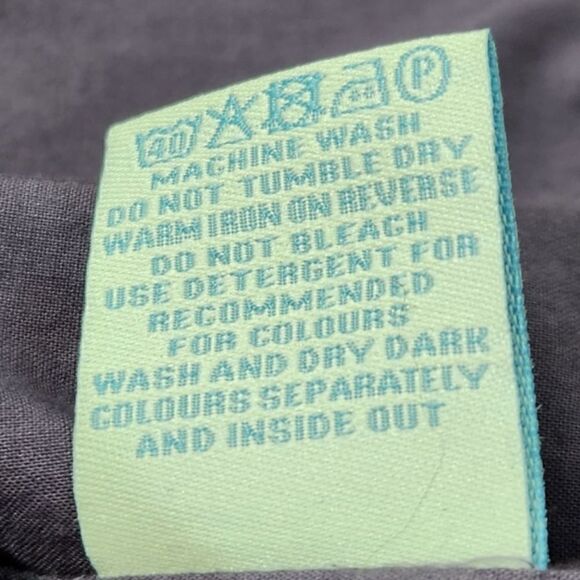 40 P
MACHINE WASH
DO NOT TUMBLE DRY
WARM IRON ON REVERSE
DO NOT BLEACH
USE DETERGENT FOR
RECOMMENDED
FOR COLOURS
WASH AND DRY DARK
COLOURS SEPARATELY
AND INSIDE OUT